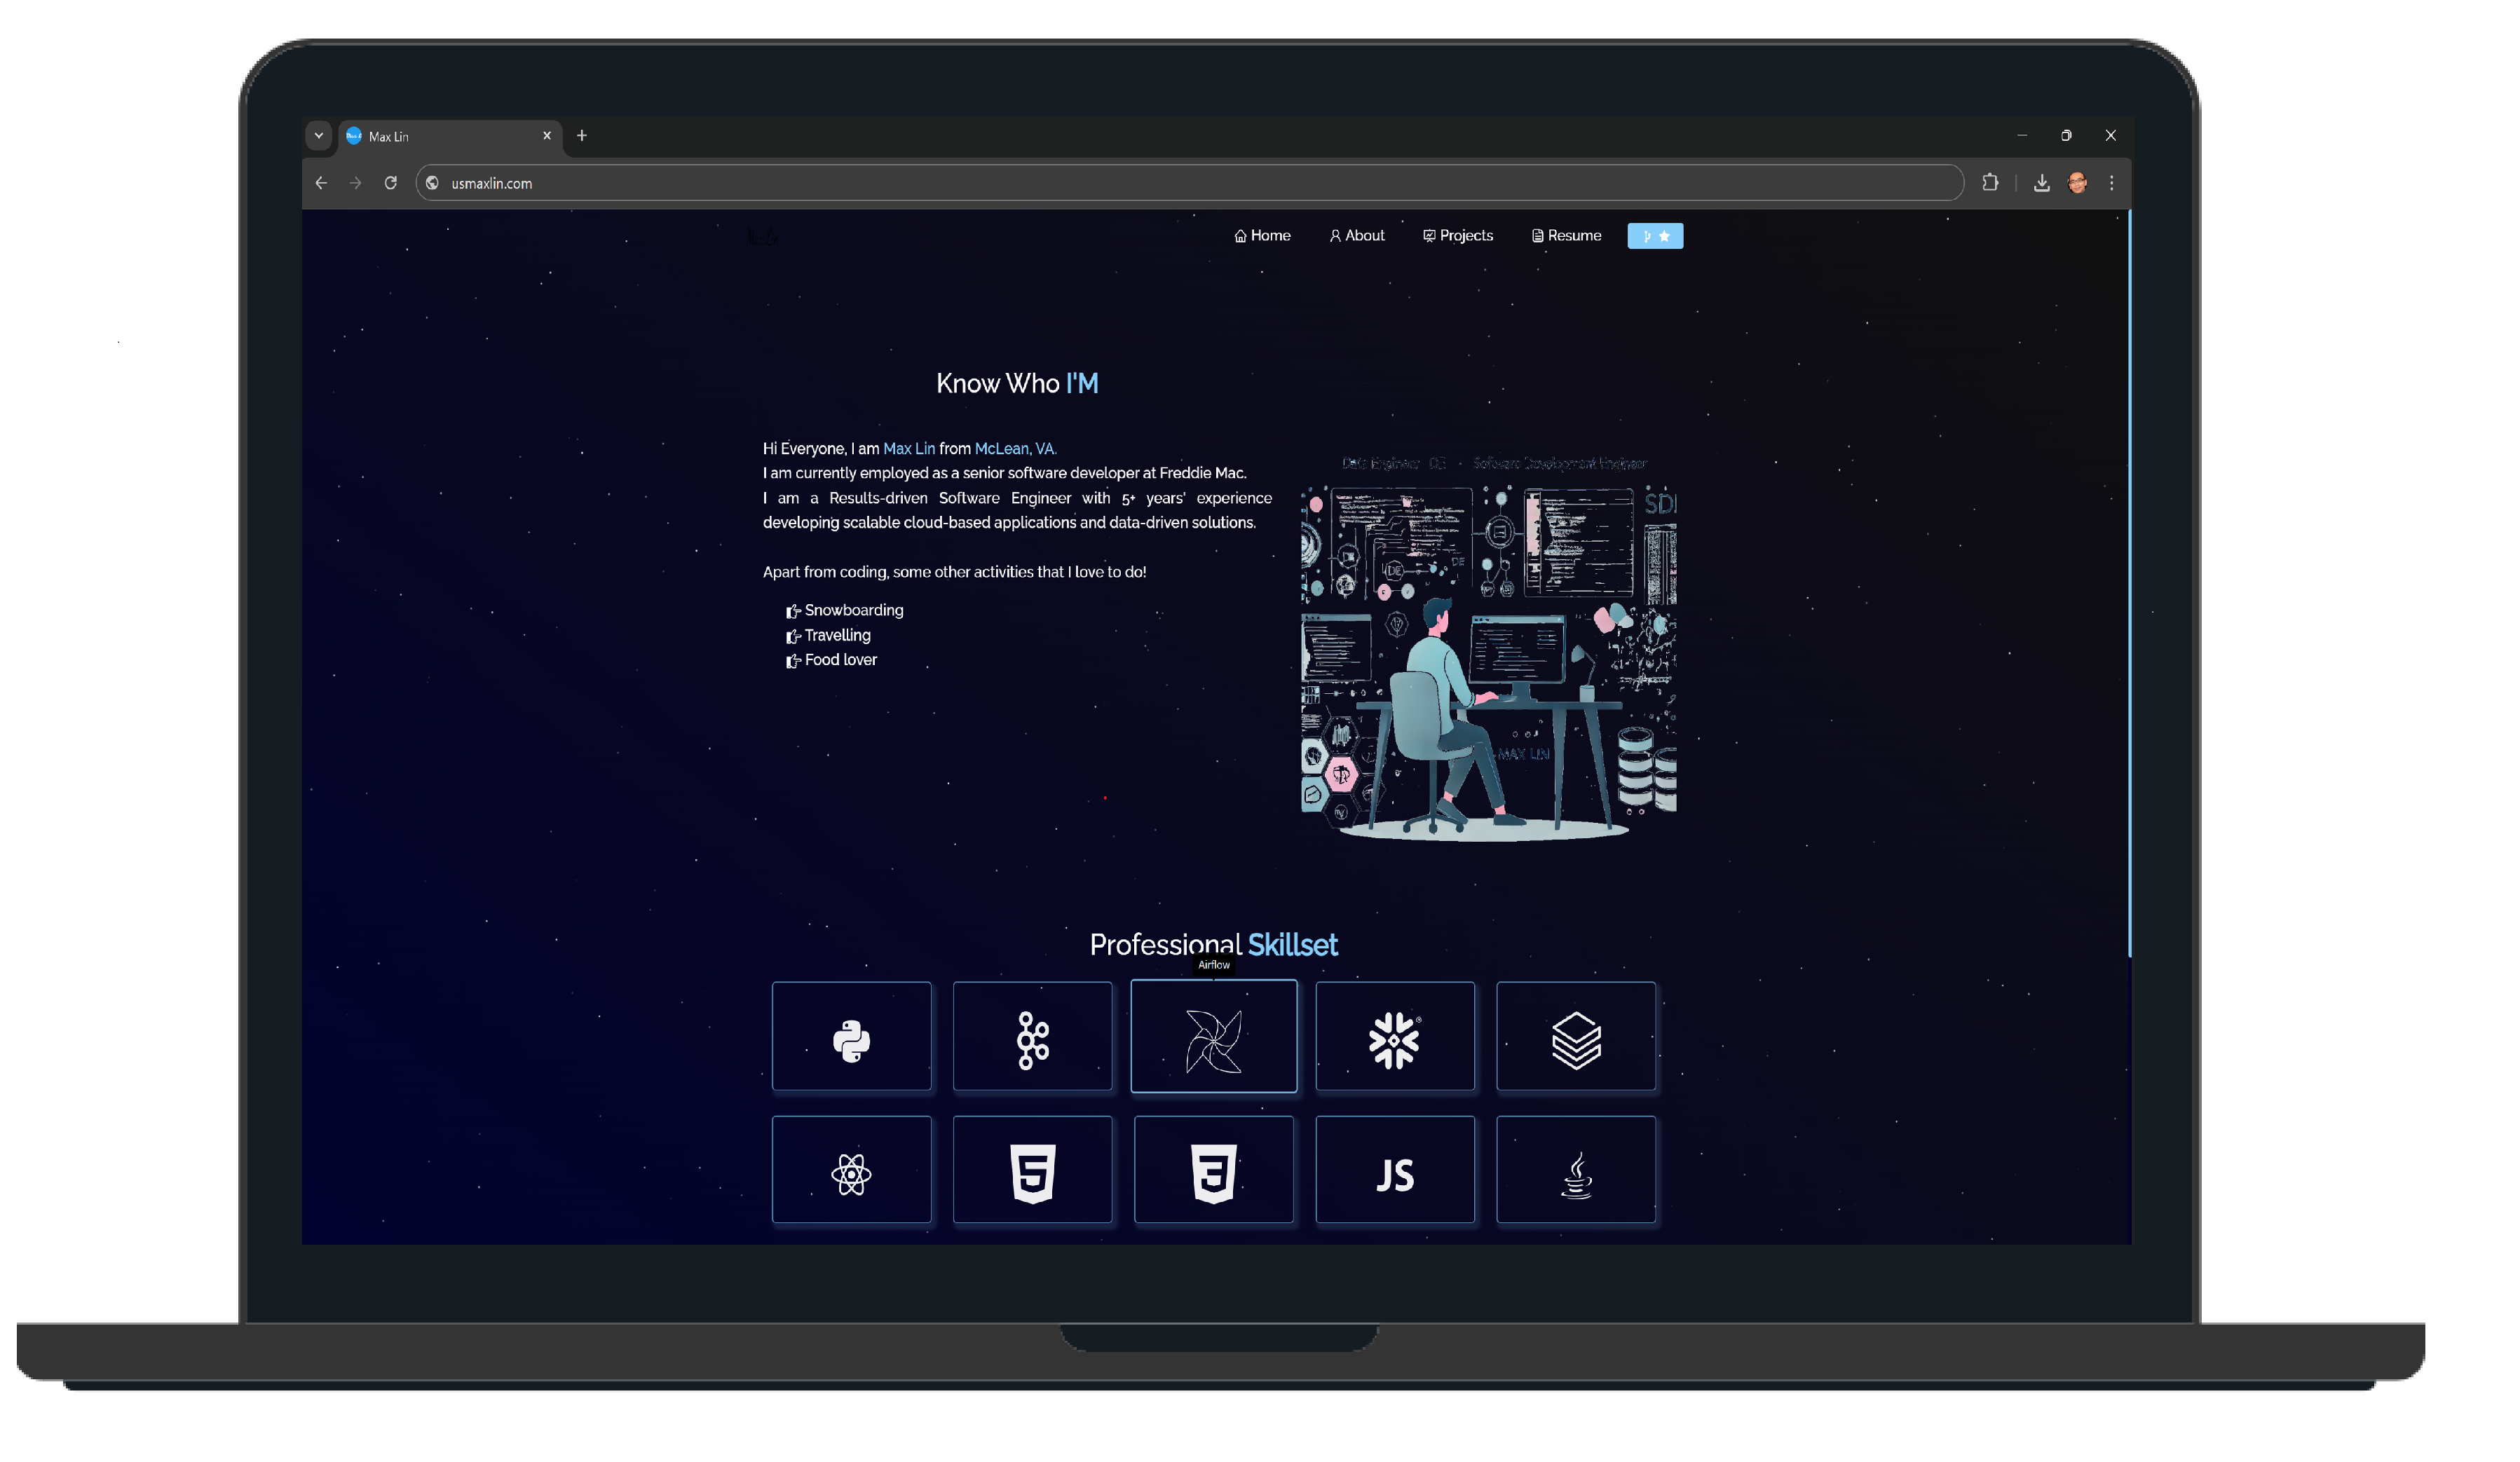 Max Lin
usmaxlin.com
Home
About
Projects
Resume
Know Who I'M
Hi Everyone, I am Max Lin from McLean, VA.
I am currently employed as a senior software developer at Freddie Mac.
I am a Results-driven Software Engineer with 5+ years' experience
developing scalable cloud-based applications and data-driven solutions.
Apart from coding, some other activities that I love to do!
Snowboarding
Travelling
Food lover
Data Engineer DE - Software Development Engineer
SDI
DE
DE
MAX LIN
Professional Skillset
Airflow
JS